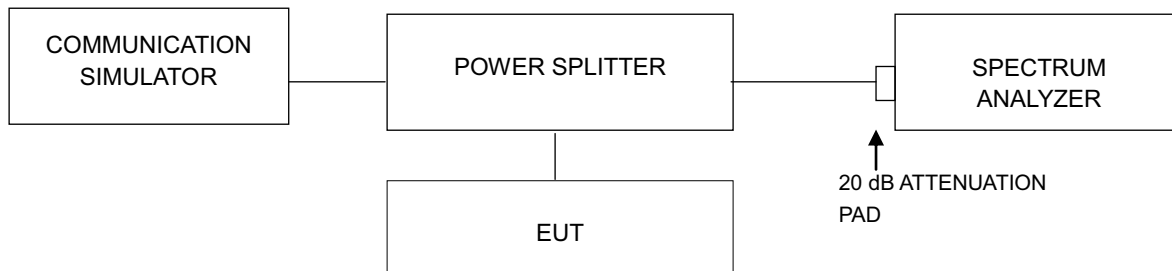 COMMUNICATION
SIMULATOR
POWER SPLITTER
SPECTRUM
ANALYZER
20 dB ATTENUATION
PAD
EUT